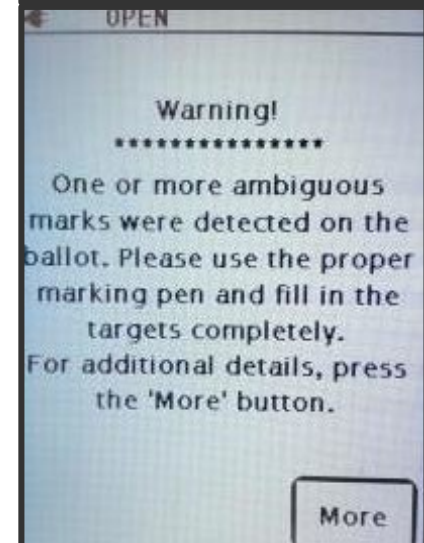 OPEN
Warning!
***************
One or more ambiguous
marks were detected on the
ballot. Please use the proper
marking pen and fill in the
targets completely.
For additional details, press
the 'More' button.
More